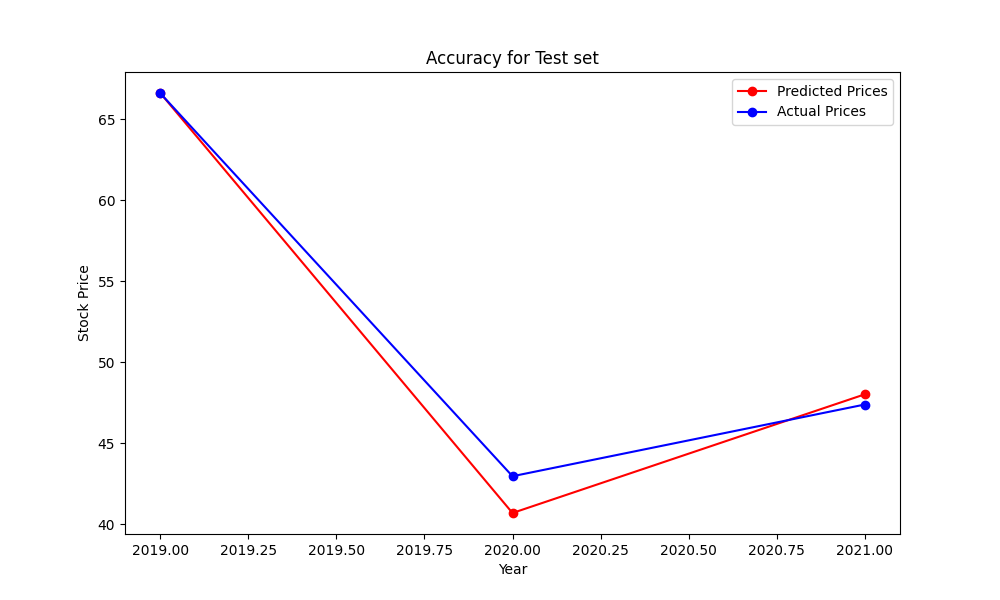 Accuracy for Test set
Predicted Prices
Actual Prices
65
60
55
50
45
40
Stock Price
2019.00 2019.25 2019.50 2019.75 2020.00 2020.25 2020.50 2020.75 2021.00
Year